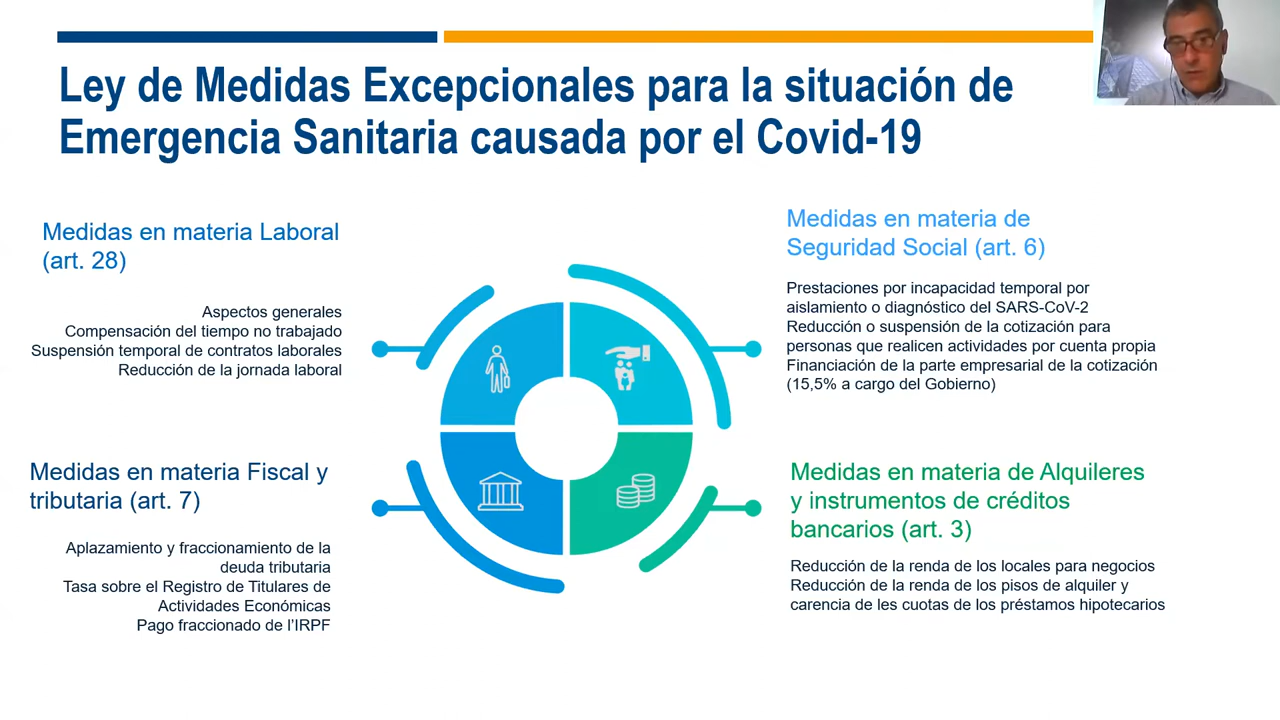 Ley de Medidas Excepcionales para la situación de
Emergencia Sanitaria causada por el Covid-19
Medidas en materia Laboral
(art. 28)
Aspectos generales
Compensación del tiempo no trabajado
Suspensión temporal de contratos laborales
Reducción de la jornada laboral
Medidas en materia de
Seguridad Social (art. 6)
Prestaciones por incapacidad temporal por
aislamiento o diagnóstico del SARS-CoV-2
Reducción o suspensión de la cotización para
personas que realicen actividades por cuenta propia
Financiación de la parte empresarial de la cotización
(15,5% a cargo del Gobierno)
Medidas en materia Fiscal y
tributaria (art. 7)
Aplazamiento y fraccionamiento de la
deuda tributaria
Tasa sobre el Registro de Titulares de
Actividades Económicas
Pago fraccionado de l’IRPF
Medidas en materia de Alquileres
y instrumentos de créditos
bancarios (art. 3)
Reducción de la renda de los locales para negocios
Reducción de la renda de los pisos de alquiler y
carencia de les cuotas de los préstamos hipotecarios